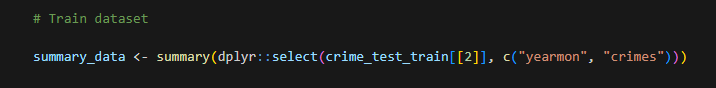 # Train dataset
summary_data <- summary(dplyr::select(crime_test_train[[2]], c("yearmon", "crimes")))